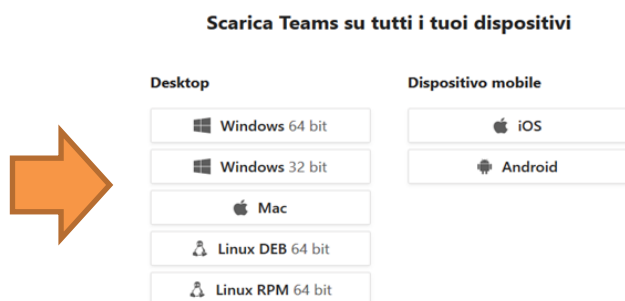 Scarica Teams su tutti i tuoi dispositivi
Desktop
Windows 64 bit
Windows 32 bit
Mac
Linux DEB 64 bit
Linux RPM 64 bit
Dispositivo mobile
iOS
Android